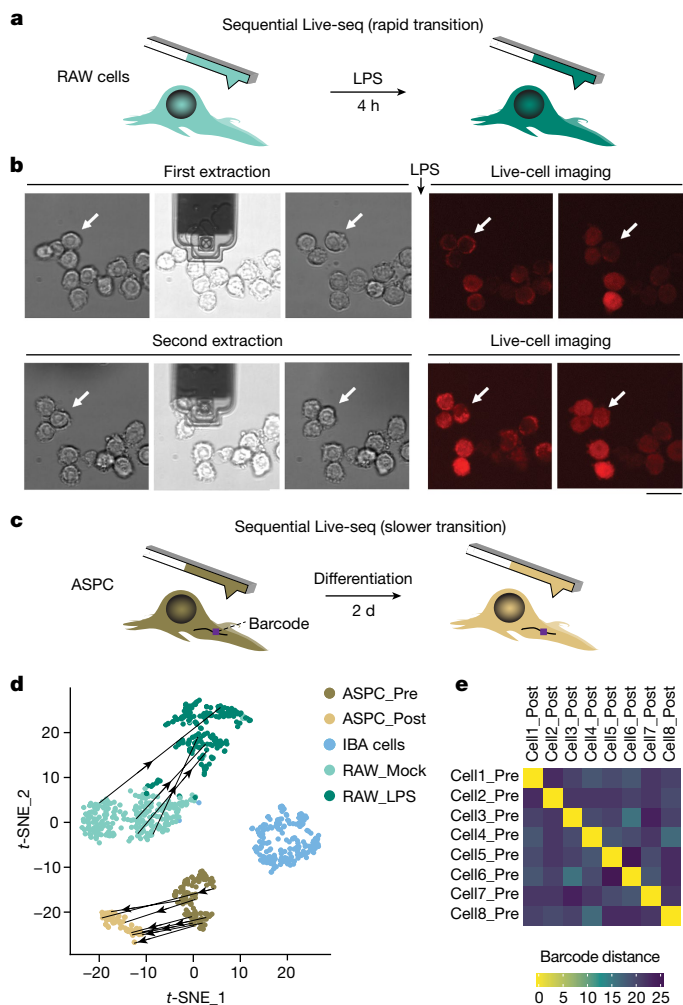 a
Sequential Live-seq (rapid transition)
RAW cells
LPS
4 h
b
First extraction
LPS
Live-cell imaging
Second extraction
Live-cell imaging
c
Sequential Live-seq (slower transition)
ASPC
Differentiation
2 d
Barcode
d
t-SNE_2
20
10
0
−10
−20
−20
−10
0
10
20
t-SNE_1
ASPC_Pre
ASPC_Post
IBA cells
RAW_Mock
RAW_LPS
e
Cell1_Post
Cell2_Post
Cell3_Post
Cell4_Post
Cell5_Post
Cell6_Post
Cell7_Post
Cell8_Post
Cell1_Pre
Cell2_Pre
Cell3_Pre
Cell4_Pre
Cell5_Pre
Cell6_Pre
Cell7_Pre
Cell8_Pre
Barcode distance
0 5 10 15 20 25